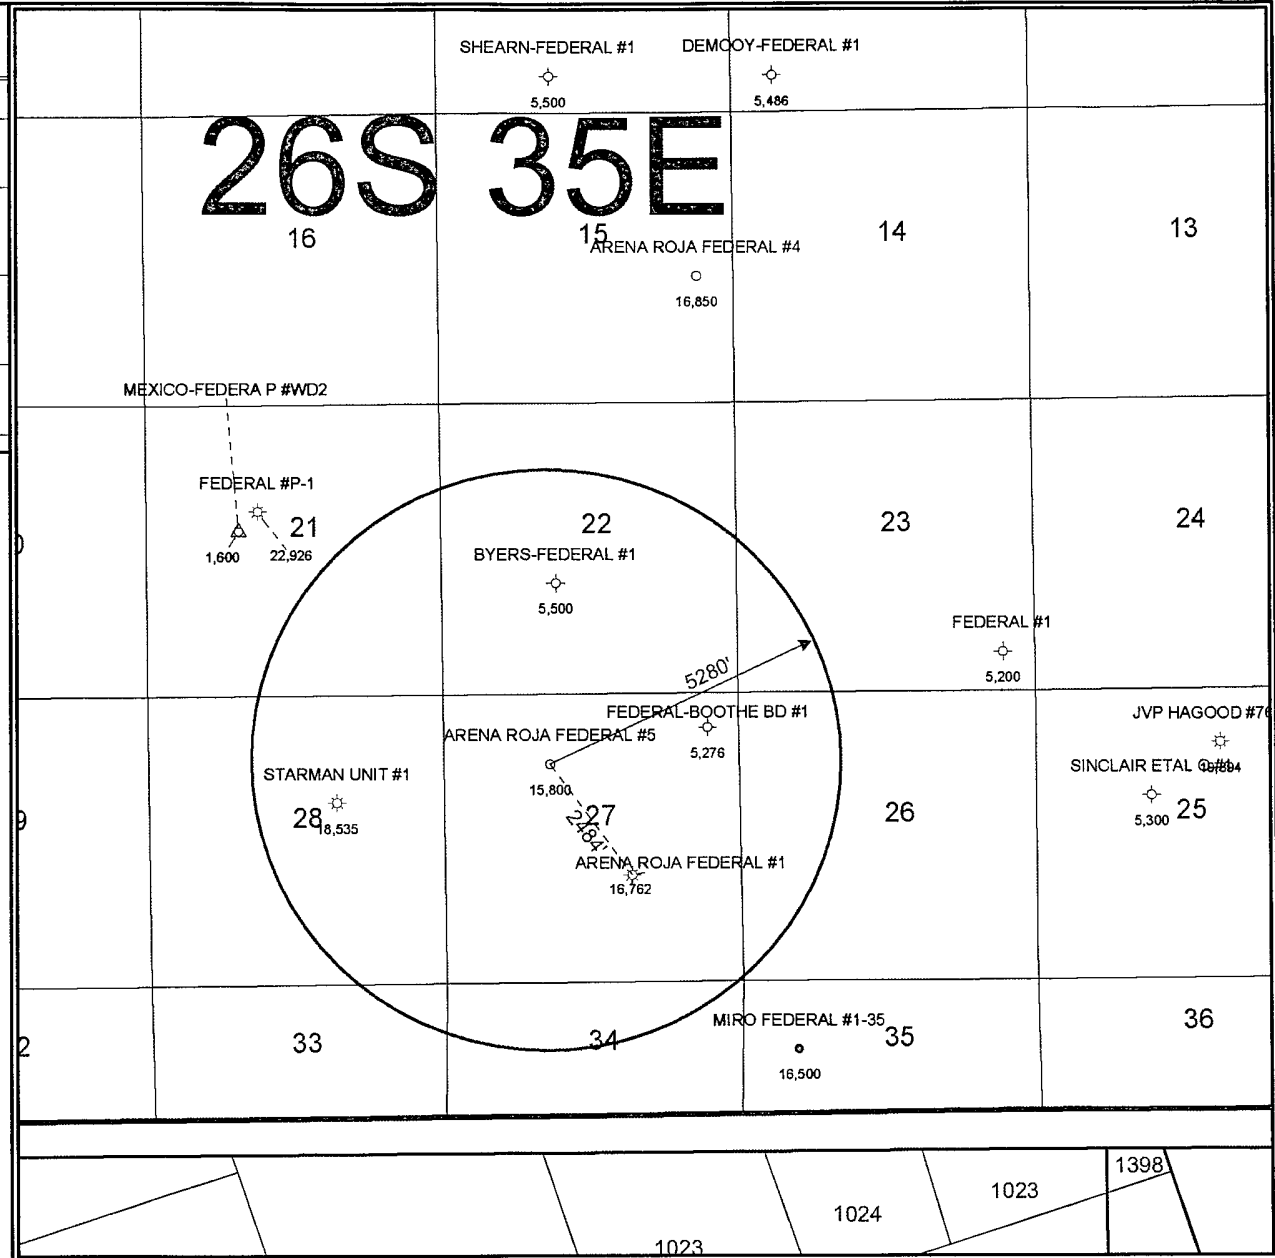 SHEARN-FEDERAL #1
DEMOOY-FEDERAL #1
5,500
5,486
26S 35E
16
15
14
13
ARENA ROJA FEDERAL #4
16,850
MEXICO-FEDERA P #WD2
FEDERAL #P-1
21
22
23
24
1,600
22,926
BYERS-FEDERAL #1
5,500
FEDERAL #1
5,200
5280'
FEDERAL-BOOTHE BD #1
JVP HAGOOD #76
ARENA ROJA FEDERAL #5
5,276
STARMAN UNIT #1
SINCLAIR ETAL
15,800
28
18,535
27
26
5,300
25
2484'
ARENA ROJA FEDERAL #1
16,762
MIRO FEDERAL #1-35
36
33
34
35
2
9
16,500
1398
1023
1024
1023